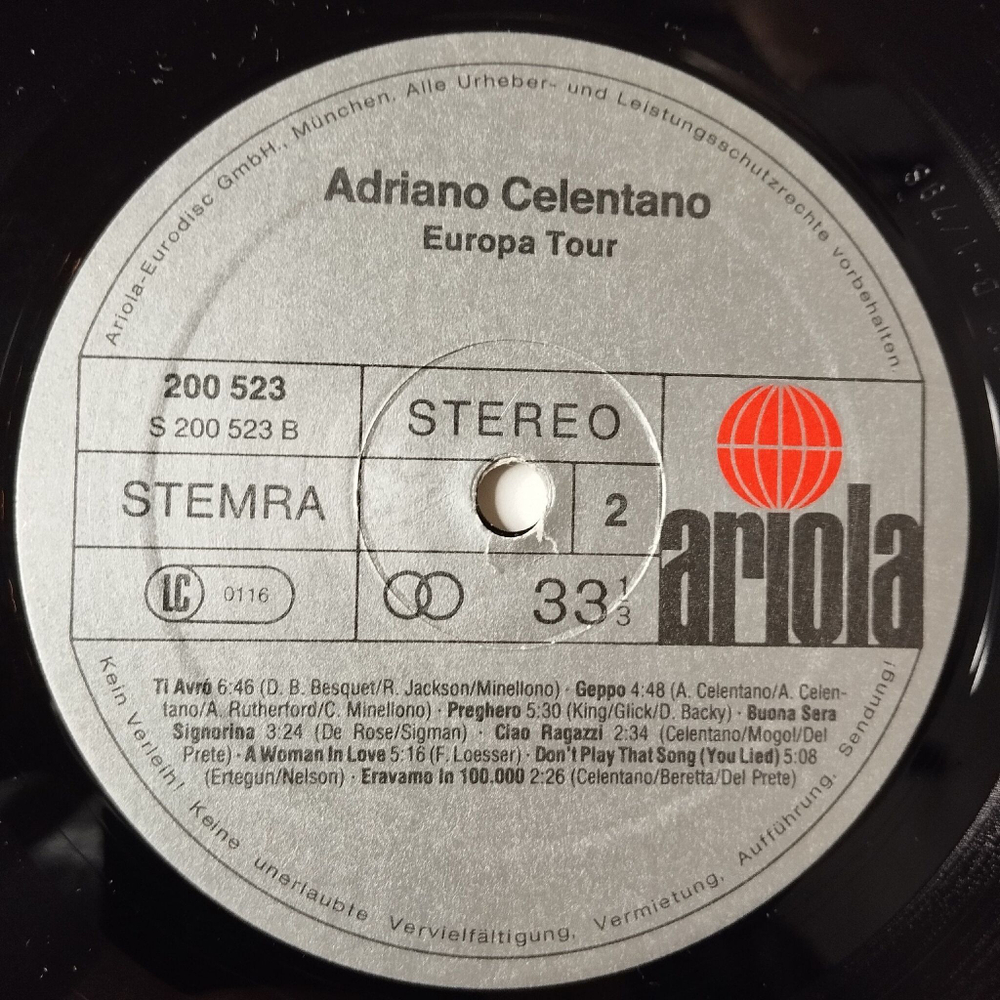 Ariola-Eurodisc GmbH., München. Alle Urheber- und Leistungsschutzrechte vorbehalten.
Adriano Celentano
Europa Tour
200 523
S 200 523 B
STEREO
STEMRA
2
ariola
LC 0116
33 1/3
Ti Avró 6:46 (D. B. Besquet/R. Jackson/Minellono) · Geppo 4:48 (A. Celentano/A. Celen-
tano/A. Rutherford/C. Minellono) · Preghero 5:30 (King/Glick/D. Backy) · Buona Sera
Signorina 3:24 (De Rose/Sigman) · Ciao Ragazzi 2:34 (Celentano/Mogol/Del
Prete) · A Woman In Love 5:16 (F. Loesser) · Don't Play That Song (You Lied) 5:08
(Ertegun/Nelson) · Eravamo In 100.000 2:26 (Celentano/Beretta/Del Prete)
Kein Verleih! Keine unerlaubte Vervielfältigung, Vermietung, Aufführung, Sendung!